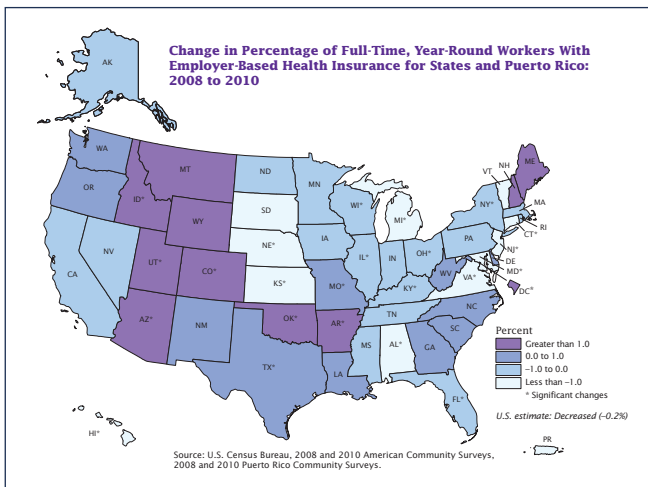 Change in Percentage of Full-Time, Year-Round Workers With
Employer-Based Health Insurance for States and Puerto Rico:
2008 to 2010
AK
WA
OR
CA
NV
ID*
MT
WY
UT*
CO*
AZ*
NM
ND
SD
NE*
KS*
OK*
TX*
MN
IA
MO*
AR*
LA
WI*
IL*
MI*
IN
OH*
KY*
TN
MS
AL*
GA
FL*
SC
NC
VA*
WV
PA
NY*
VT
NH
ME
MA
RI
CT*
NJ*
DE
MD*
DC*
HI*
PR
Percent
Greater than 1.0
0.0 to 1.0
–1.0 to 0.0
Less than –1.0
* Significant changes
U.S. estimate: Decreased (–0.2%)
Source: U.S. Census Bureau, 2008 and 2010 American Community Surveys,
2008 and 2010 Puerto Rico Community Surveys.